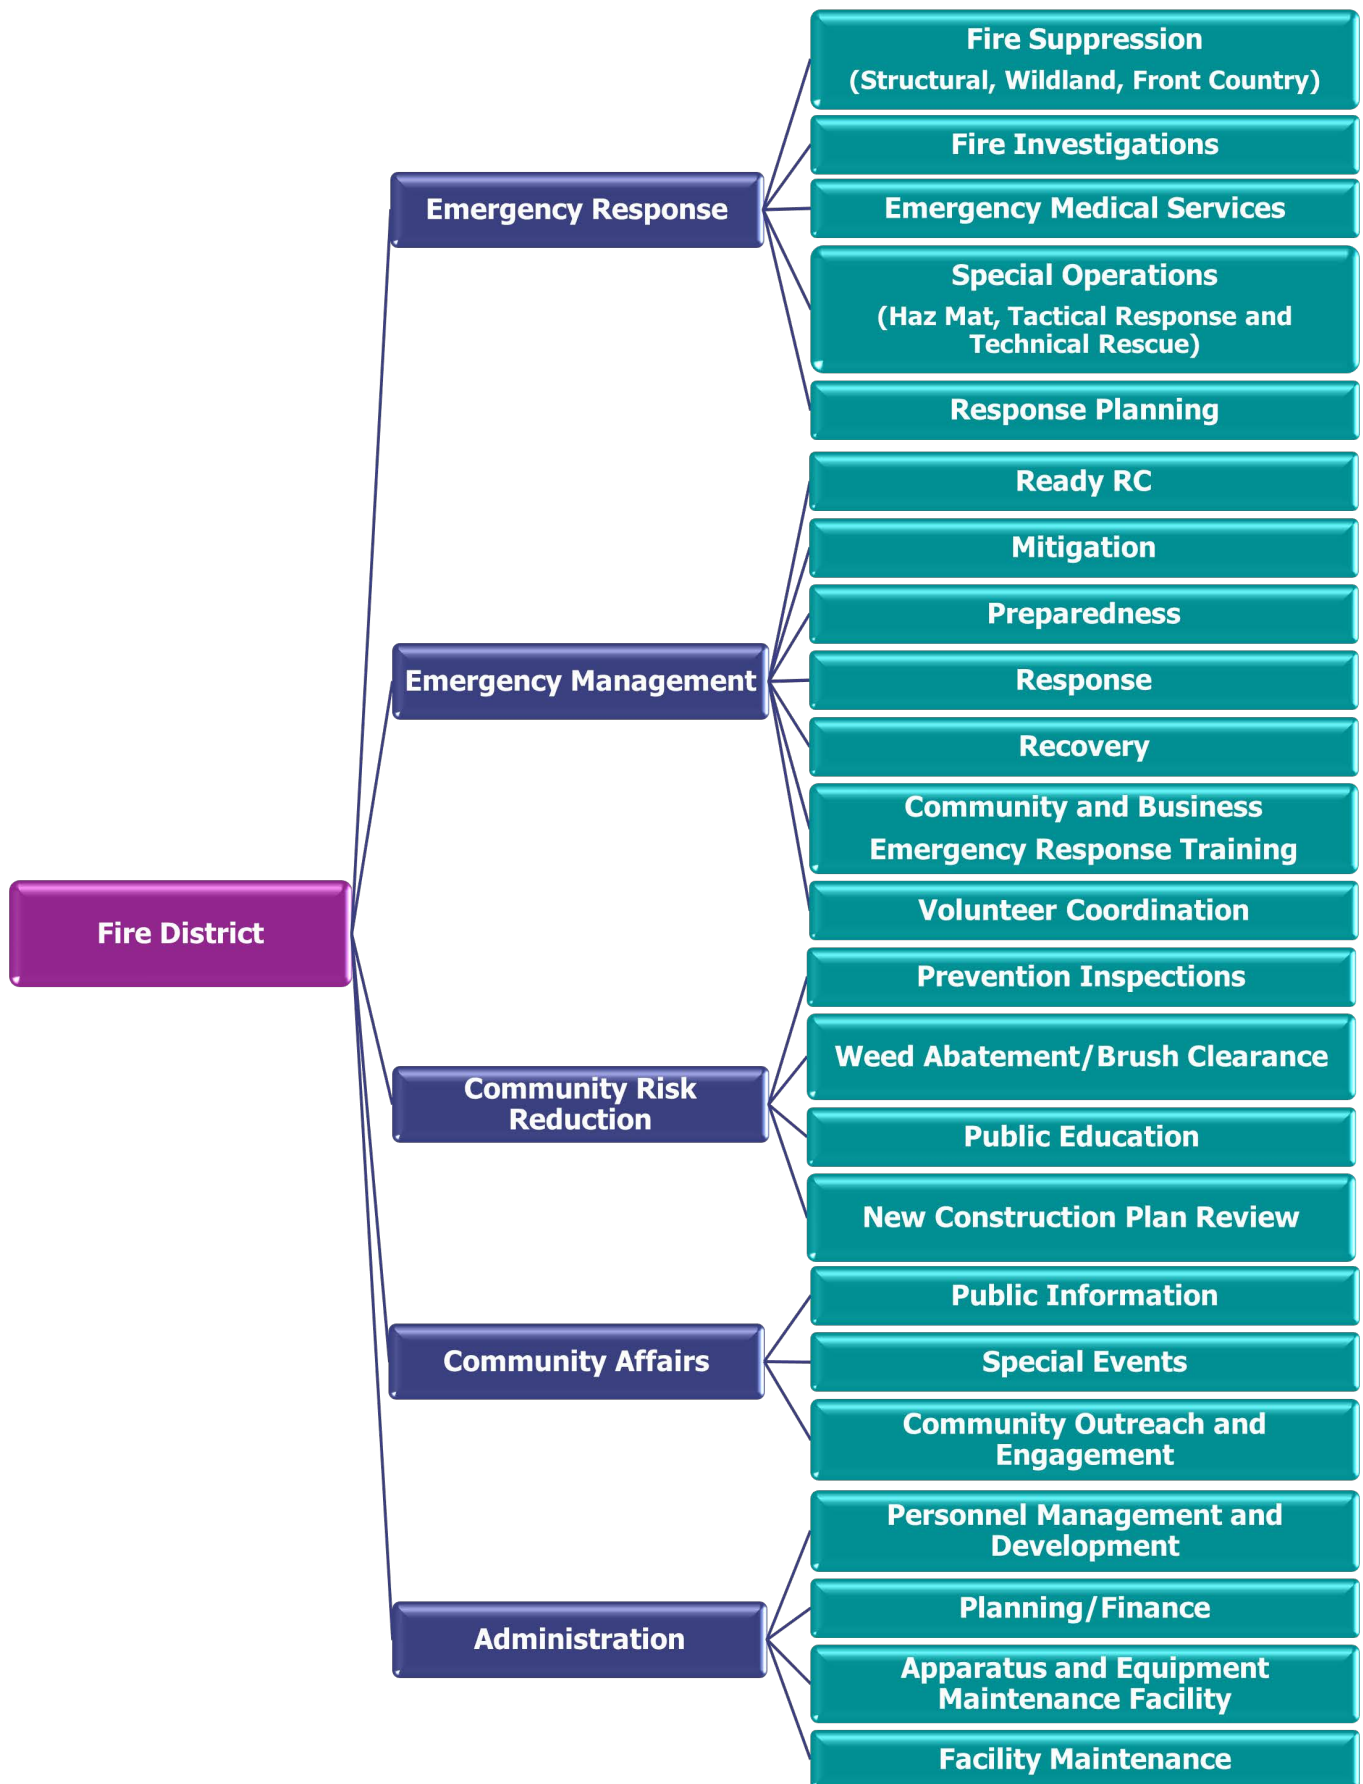 Fire District
Emergency Response
Fire Suppression
(Structural, Wildland, Front Country)
Fire Investigations
Emergency Medical Services
Special Operations
(Haz Mat, Tactical Response and
Technical Rescue)
Response Planning
Emergency Management
Ready RC
Mitigation
Preparedness
Response
Recovery
Community and Business
Emergency Response Training
Volunteer Coordination
Community Risk
Reduction
Prevention Inspections
Weed Abatement/Brush Clearance
Public Education
New Construction Plan Review
Community Affairs
Public Information
Special Events
Community Outreach and
Engagement
Administration
Personnel Management and
Development
Planning/Finance
Apparatus and Equipment
Maintenance Facility
Facility Maintenance